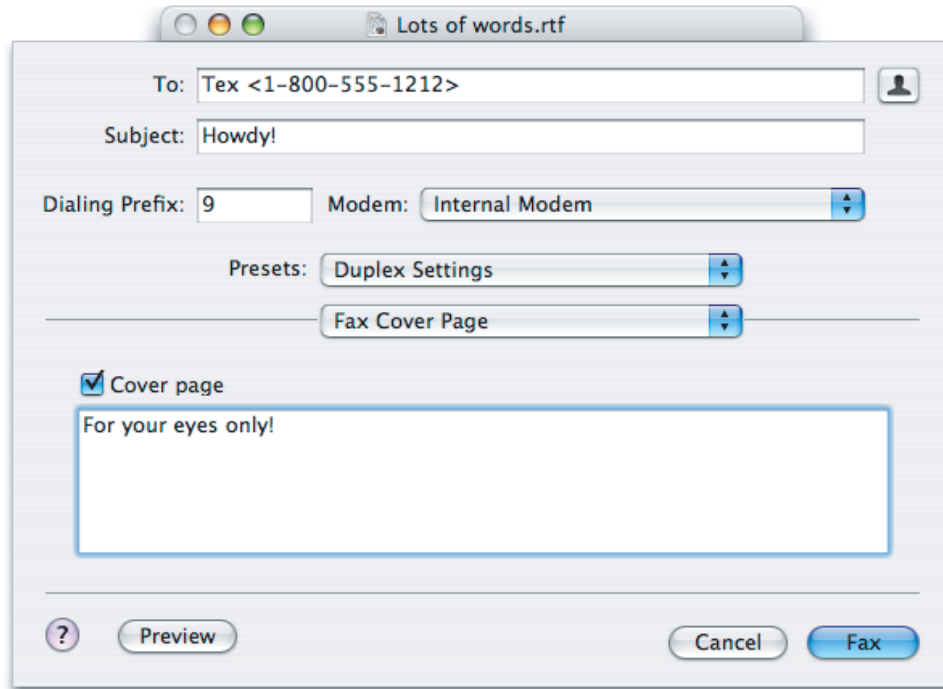 Lots of words.rtf
To: Tex <1-800-555-1212>
Subject: Howdy!
Dialing Prefix: 9 Modem: Internal Modem
Presets: Duplex Settings
Fax Cover Page
Cover page
For your eyes only!
? Preview Cancel Fax